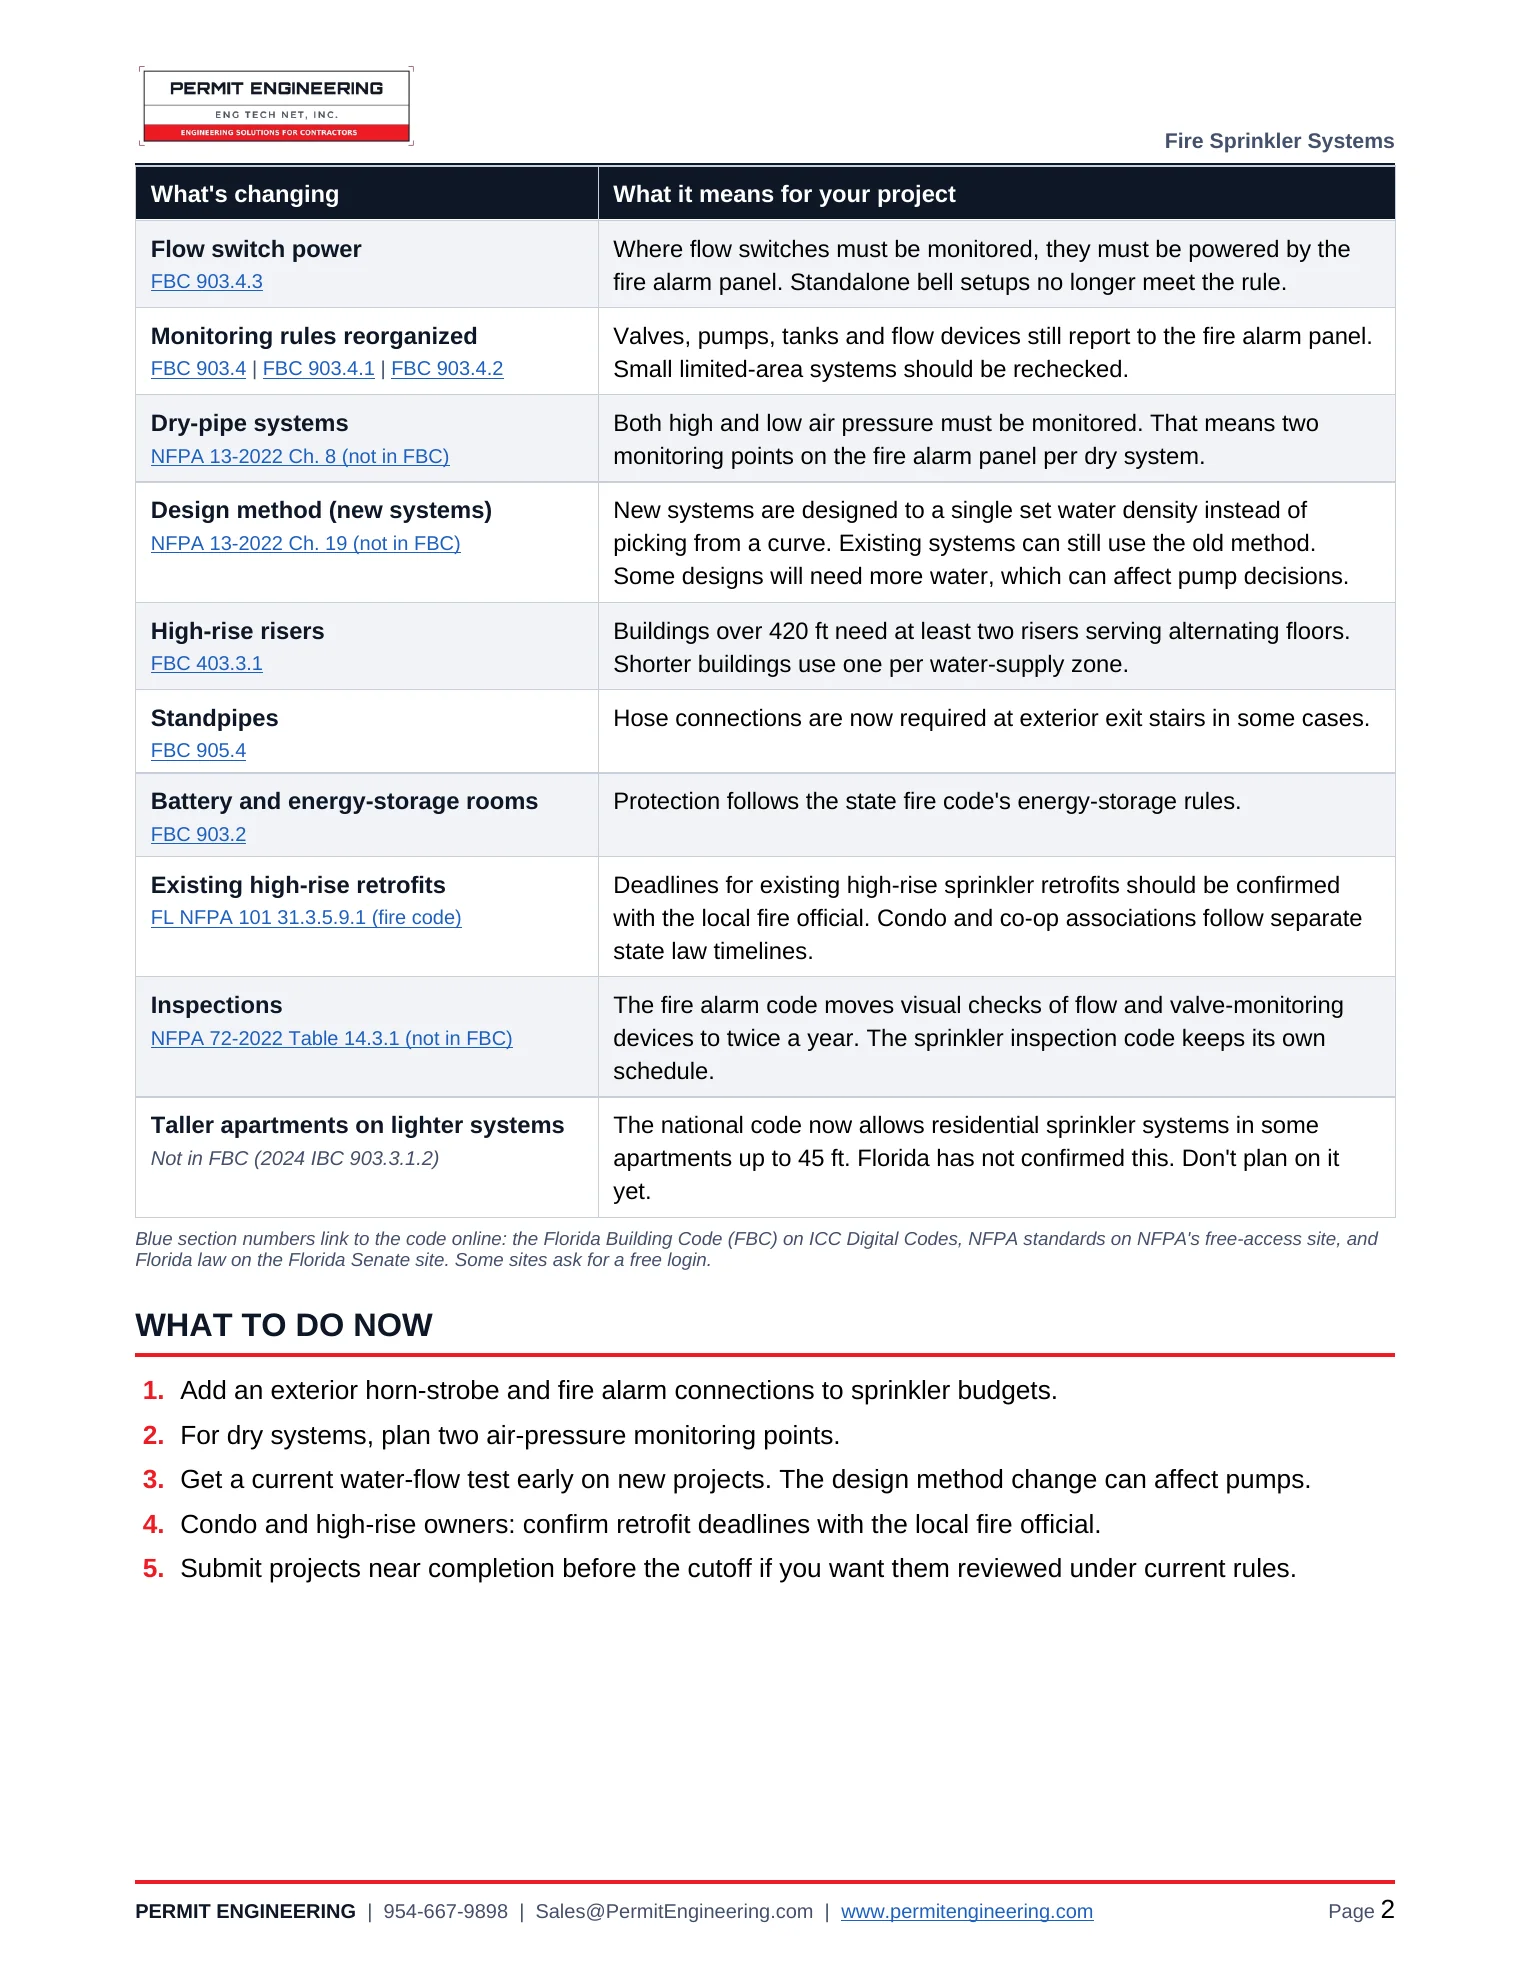 PERMIT ENGINEERING
ENG TECH NET, INC.
ENGINEERING SOLUTIONS FOR CONTRACTORS
Fire Sprinkler Systems
What's changing
What it means for your project
Flow switch power
FBC 903.4.3
Where flow switches must be monitored, they must be powered by the
fire alarm panel. Standalone bell setups no longer meet the rule.
Monitoring rules reorganized
FBC 903.4 | FBC 903.4.1 | FBC 903.4.2
Valves, pumps, tanks and flow devices still report to the fire alarm panel.
Small limited-area systems should be rechecked.
Dry-pipe systems
NFPA 13-2022 Ch. 8 (not in FBC)
Both high and low air pressure must be monitored. That means two
monitoring points on the fire alarm panel per dry system.
Design method (new systems)
NFPA 13-2022 Ch. 19 (not in FBC)
New systems are designed to a single set water density instead of
picking from a curve. Existing systems can still use the old method.
Some designs will need more water, which can affect pump decisions.
High-rise risers
FBC 403.3.1
Buildings over 420 ft need at least two risers serving alternating floors.
Shorter buildings use one per water-supply zone.
Standpipes
FBC 905.4
Hose connections are now required at exterior exit stairs in some cases.
Battery and energy-storage rooms
FBC 903.2
Protection follows the state fire code's energy-storage rules.
Existing high-rise retrofits
FL NFPA 101 31.3.5.9.1 (fire code)
Deadlines for existing high-rise sprinkler retrofits should be confirmed
with the local fire official. Condo and co-op associations follow separate
state law timelines.
Inspections
NFPA 72-2022 Table 14.3.1 (not in FBC)
The fire alarm code moves visual checks of flow and valve-monitoring
devices to twice a year. The sprinkler inspection code keeps its own
schedule.
Taller apartments on lighter systems
Not in FBC (2024 IBC 903.3.1.2)
The national code now allows residential sprinkler systems in some
apartments up to 45 ft. Florida has not confirmed this. Don't plan on it
yet.
Blue section numbers link to the code online: the Florida Building Code (FBC) on ICC Digital Codes, NFPA standards on NFPA's free-access site, and
Florida law on the Florida Senate site. Some sites ask for a free login.
WHAT TO DO NOW
1. Add an exterior horn-strobe and fire alarm connections to sprinkler budgets.
2. For dry systems, plan two air-pressure monitoring points.
3. Get a current water-flow test early on new projects. The design method change can affect pumps.
4. Condo and high-rise owners: confirm retrofit deadlines with the local fire official.
5. Submit projects near completion before the cutoff if you want them reviewed under current rules.
PERMIT ENGINEERING | 954-667-9898 | Sales@PermitEngineering.com | www.permitengineering.com
Page 2